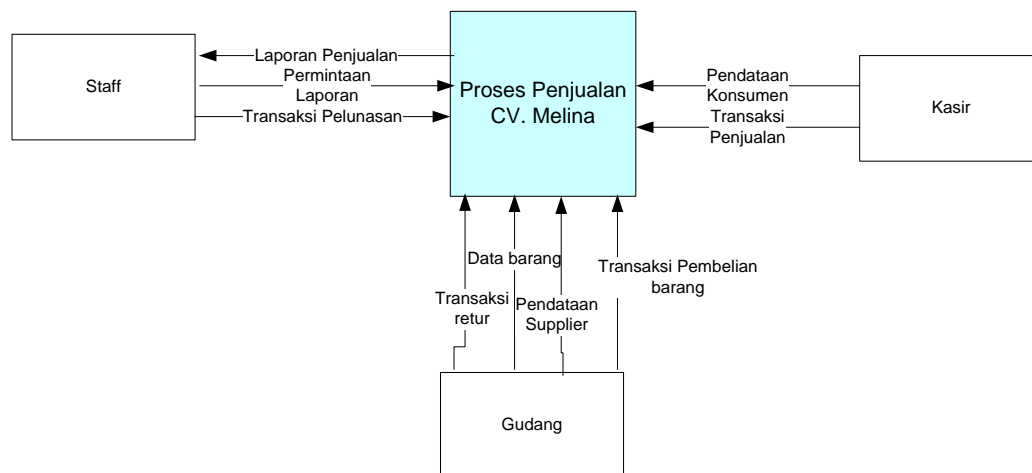 Staff
Laporan Penjualan
Permintaan
Laporan
Transaksi Pelunasan
Proses Penjualan
CV. Melina
Pendataan
Konsumen
Transaksi
Penjualan
Kasir
Transaksi
retur
Data barang
Pendataan
Supplier
Transaksi Pembelian
barang
Gudang